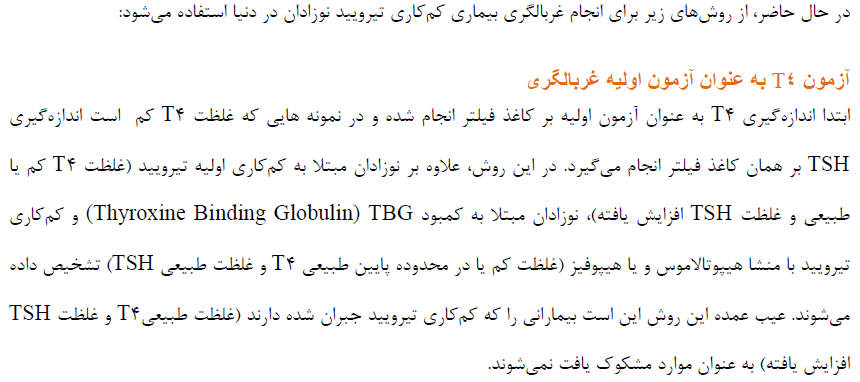 در حال حاضر، از روش‌های زیر برای انجام غربالگری بیماری کم‌کاری تیرویید نوزادان در دنیا استفاده می‌شود:
آزمون T٤ به عنوان آزمون اولیه غربالگری
ابتدا اندازه‌گیری T۴ به عنوان آزمون اولیه بر کاغذ فیلتر انجام شده و در نمونه هایی که غلظت T۴ کم است اندازه‌گیری
TSH بر همان کاغذ فیلتر انجام می‌گیرد. در این روش، علاوه بر نوزادان مبتلا به کم‌کاری اولیه تیرویید (غلظت T۴ کم یا
طبیعی و غلظت TSH افزایش یافته)، نوزادان مبتلا به کمبود TBG (Thyroxine Binding Globulin) و کم‌کاری
تیرویید با منشا هیپوتالاموس و یا هیپوفیز (غلظت کم یا در محدوده پایین طبیعی T۴ و غلظت طبیعی TSH) تشخیص داده
می‌شوند. عیب عمده این روش این است بیمارانی را که کم‌کاری تیرویید جبران شده دارند (غلظت طبیعیT۴ و غلظت TSH
افزایش یافته) به عنوان موارد مشکوک یافت نمی‌شوند.